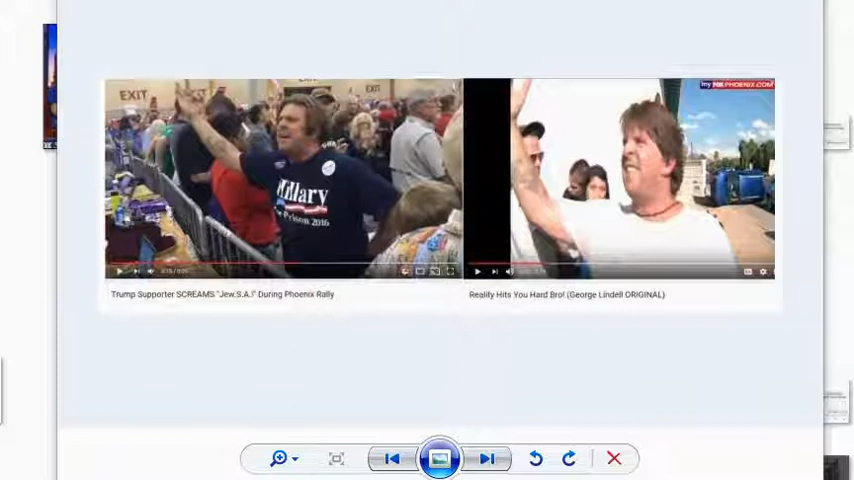 EXIT
EXIT
my FOX PHOENIX.COM
Hillary
Prison 2016
Trump Supporter SCREAMS "Jew.S.A.!" During Phoenix Rally
Reality Hits You Hard Bro! (George Lindell ORIGINAL)